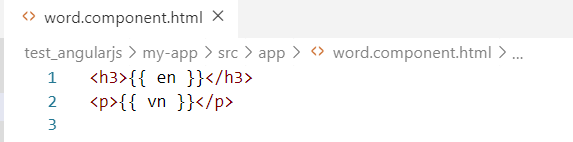 word.component.html
test_angularjs > my-app > src > app > word.component.html > ...
1 <h3>{{ en }}</h3>
2 <p>{{ vn }}</p>
3